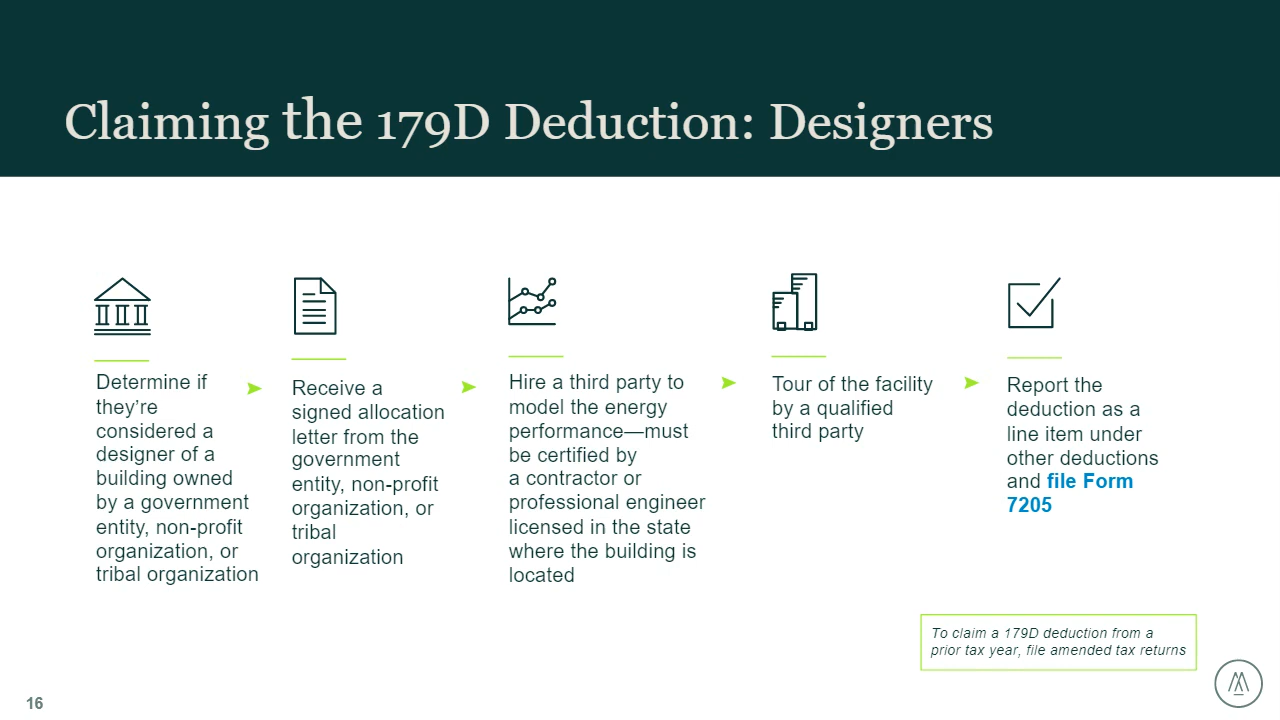 Claiming the 179D Deduction: Designers
Determine if
they’re
considered a
designer of a
building owned
by a government
entity, non-profit
organization, or
tribal organization
Receive a
signed allocation
letter from the
government
entity, non-profit
organization, or
tribal
organization
Hire a third party to
model the energy
performance—must
be certified by
a contractor or
professional engineer
licensed in the state
where the building is
located
Tour of the facility
by a qualified
third party
Report the
deduction as a
line item under
other deductions
and file Form
7205
To claim a 179D deduction from a
prior tax year, file amended tax returns
16